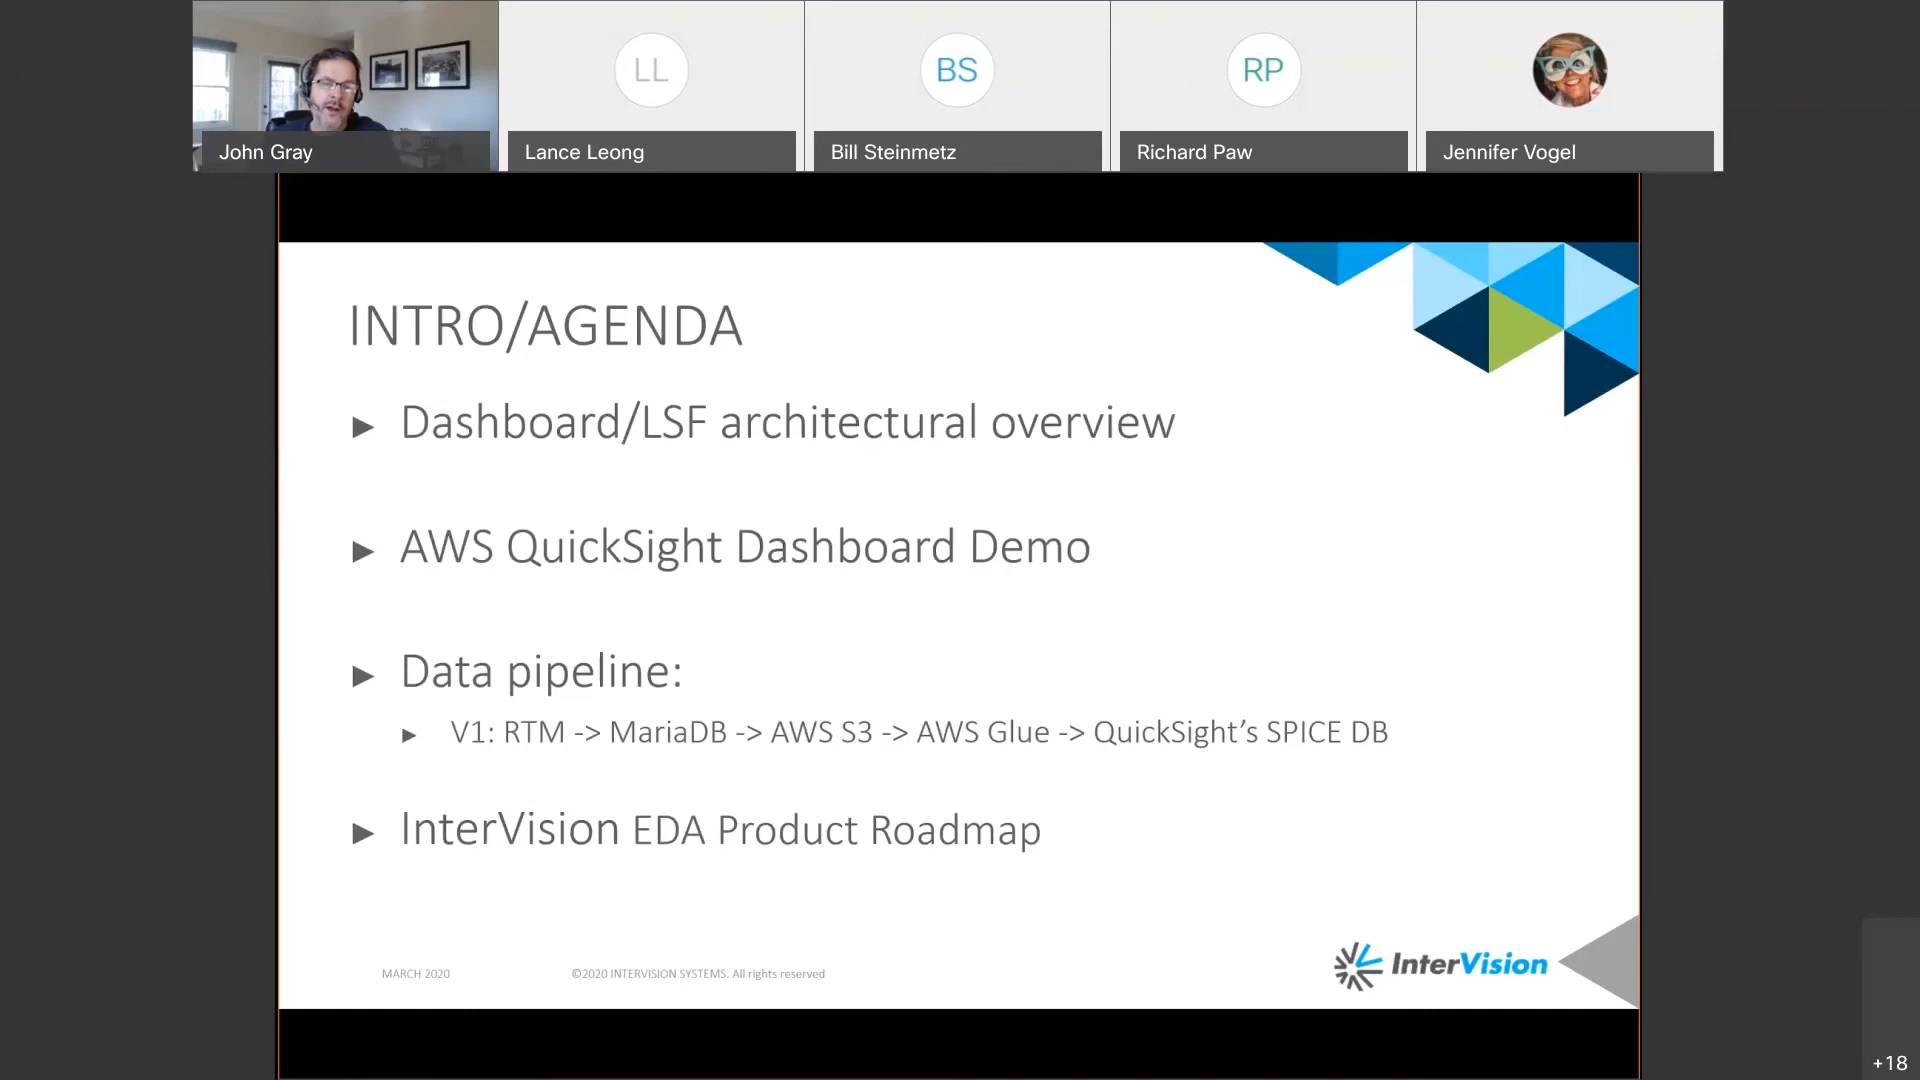 LL
BS
RP
John Gray
Lance Leong
Bill Steinmetz
Richard Paw
Jennifer Vogel
INTRO/AGENDA
► Dashboard/LSF architectural overview
► AWS QuickSight Dashboard Demo
► Data pipeline:
► V1: RTM -> MariaDB -> AWS S3 -> AWS Glue -> QuickSight's SPICE DB
► InterVision EDA Product Roadmap
MARCH 2020
©2020 INTERVISION SYSTEMS. All rights reserved
InterVision
+18